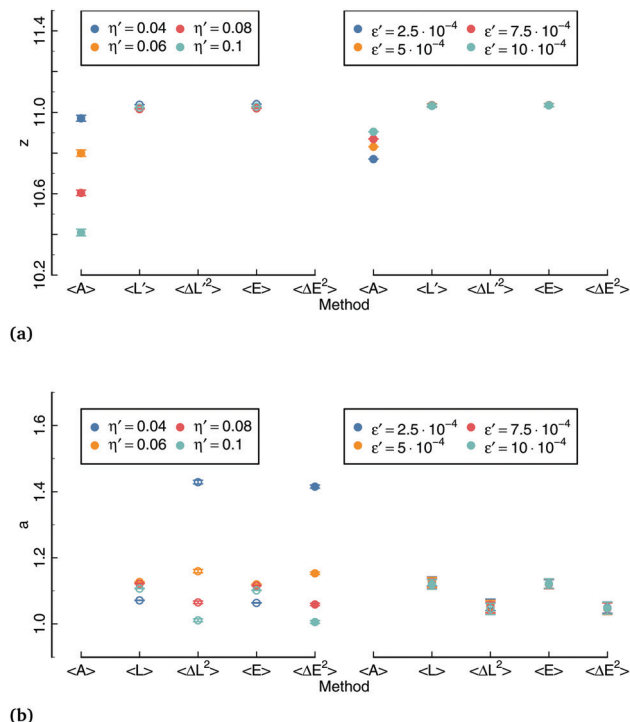 11.4
η′ = 0.04 η′ = 0.08
η′ = 0.06 η′ = 0.1
ε′ = 2.5 · 10⁻⁴ ε′ = 7.5 · 10⁻⁴
ε′ = 5 · 10⁻⁴ ε′ = 10 · 10⁻⁴
11.0
z
10.6
10.2
<A> <L′> <ΔL′²> <E> <ΔE²> <A> <L′> <ΔL′²> <E> <ΔE²>
Method
(a)
1.6
η′ = 0.04 η′ = 0.08
η′ = 0.06 η′ = 0.1
ε′ = 2.5 · 10⁻⁴ ε′ = 7.5 · 10⁻⁴
ε′ = 5 · 10⁻⁴ ε′ = 10 · 10⁻⁴
1.4
a
1.2
1.0
<A> <L> <ΔL²> <E> <ΔE²> <A> <L> <ΔL²> <E> <ΔE²>
Method
(b)